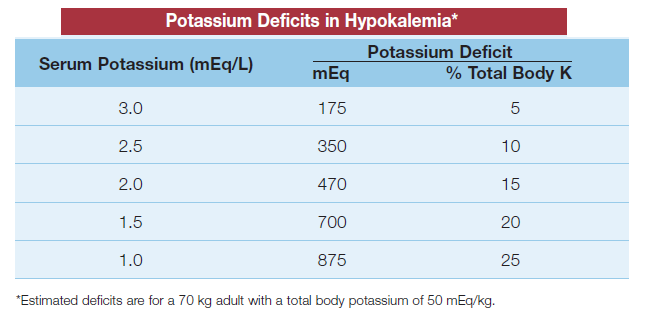 Potassium Deficits in Hypokalemia*
Serum Potassium (mEq/L)
Potassium Deficit
mEq % Total Body K
3.0 175 5
2.5 350 10
2.0 470 15
1.5 700 20
1.0 875 25
*Estimated deficits are for a 70 kg adult with a total body potassium of 50 mEq/kg.